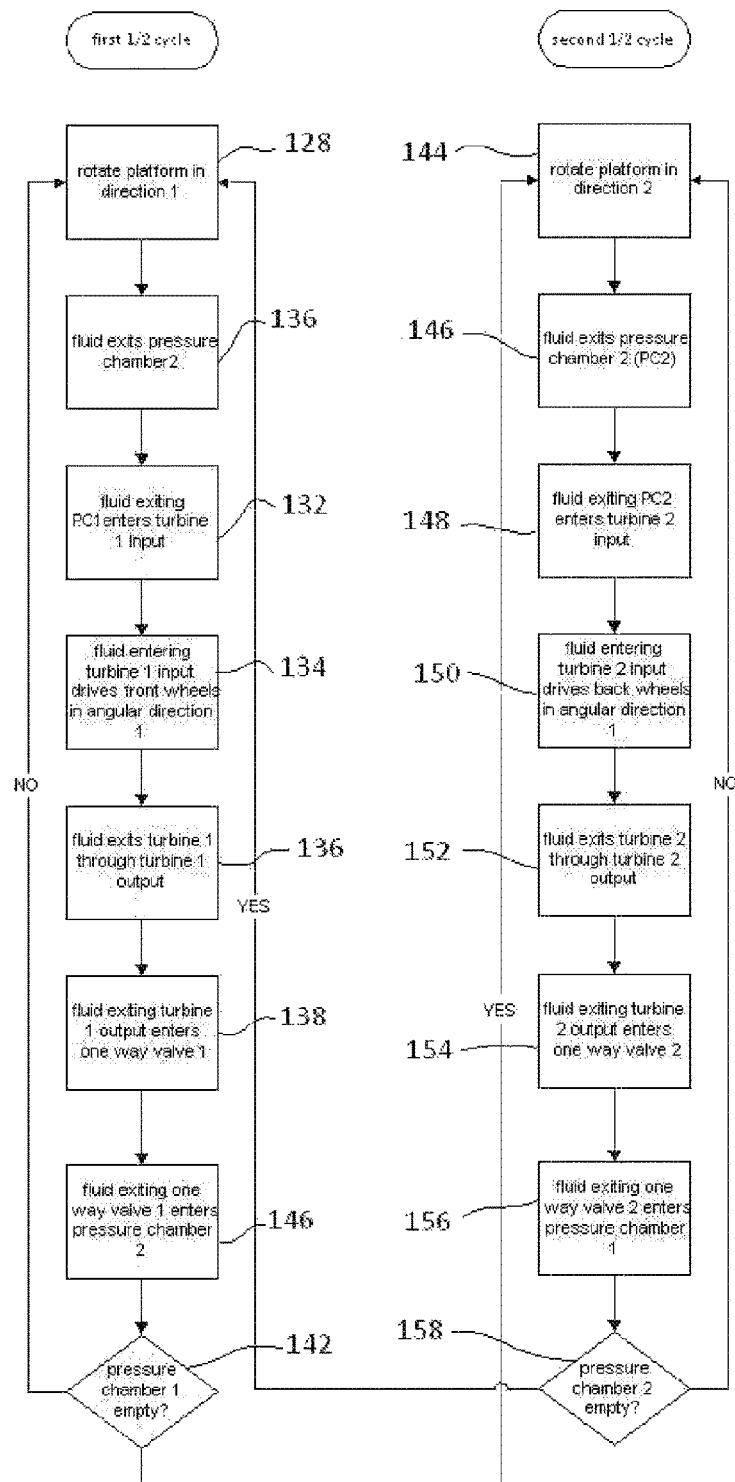 first 1/2 cycle
rotate platform in
direction 1
128
fluid exits pressure
chamber2
136
fluid exiting
PC1enters turbine
1 input
132
fluid entering
turbine 1 input
drives front wheels
in angular direction
1
134
NO
fluid exits turbine 1
through turbine 1
output
136
YES
fluid exiting turbine
1 output enters
one way valve 1
138
fluid exiting one
way valve 1 enters
pressure chamber
2
146
pressure
chamber 1
empty?
142
second 1/2 cycle
rotate platform in
direction 2
144
fluid exits pressure
chamber 2 (PC2)
146
fluid exiting PC2
enters turbine 2
input
148
fluid entering
turbine 2 input
drives back wheels
in angular direction
1
150
NO
fluid exits turbine 2
through turbine 2
output
152
YES
fluid exiting turbine
2 output enters
one way valve 2
154
fluid exiting one
way valve 2 enters
pressure chamber
1
156
pressure
chamber 2
empty?
158